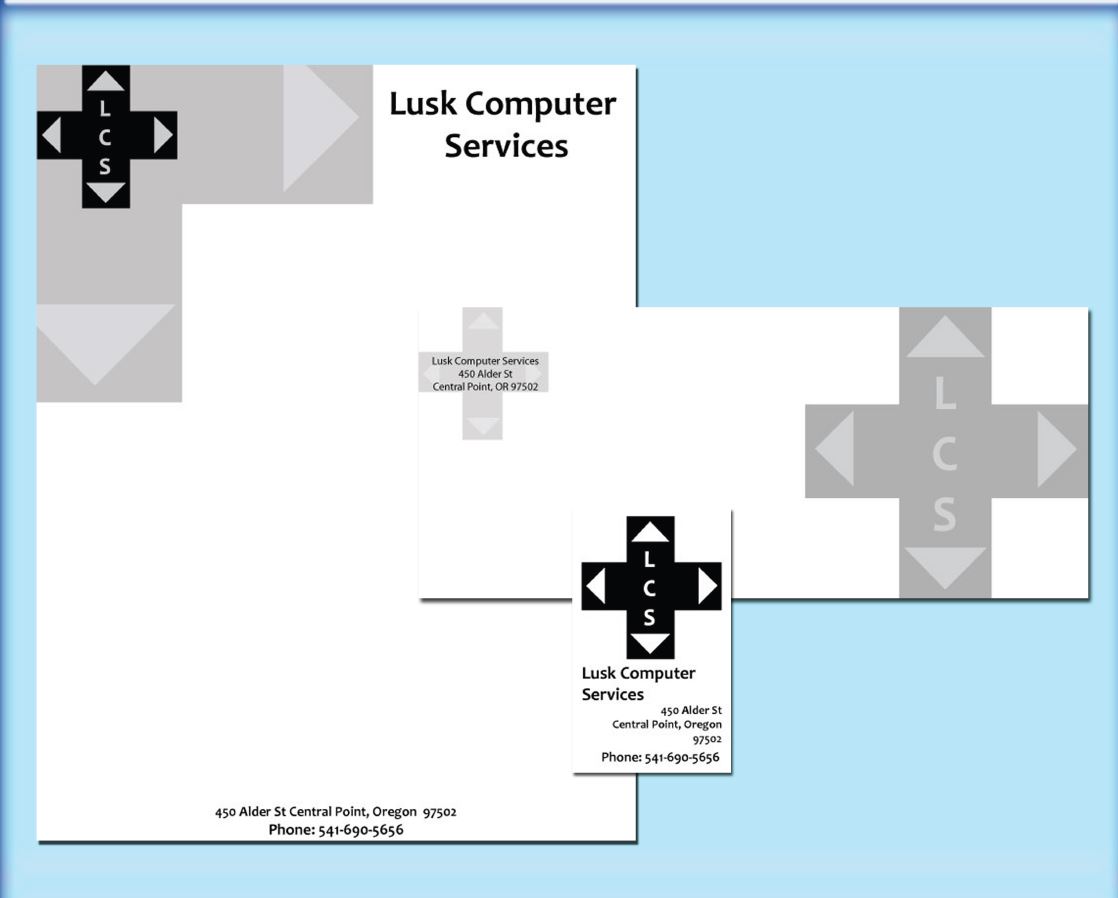 L
C
S
Lusk Computer
Services
Lusk Computer Services
450 Alder St
Central Point, OR 97502
L
C
S
L
C
S
Lusk Computer
Services
450 Alder St
Central Point, Oregon
97502
Phone: 541-690-5656
450 Alder St Central Point, Oregon 97502
Phone: 541-690-5656